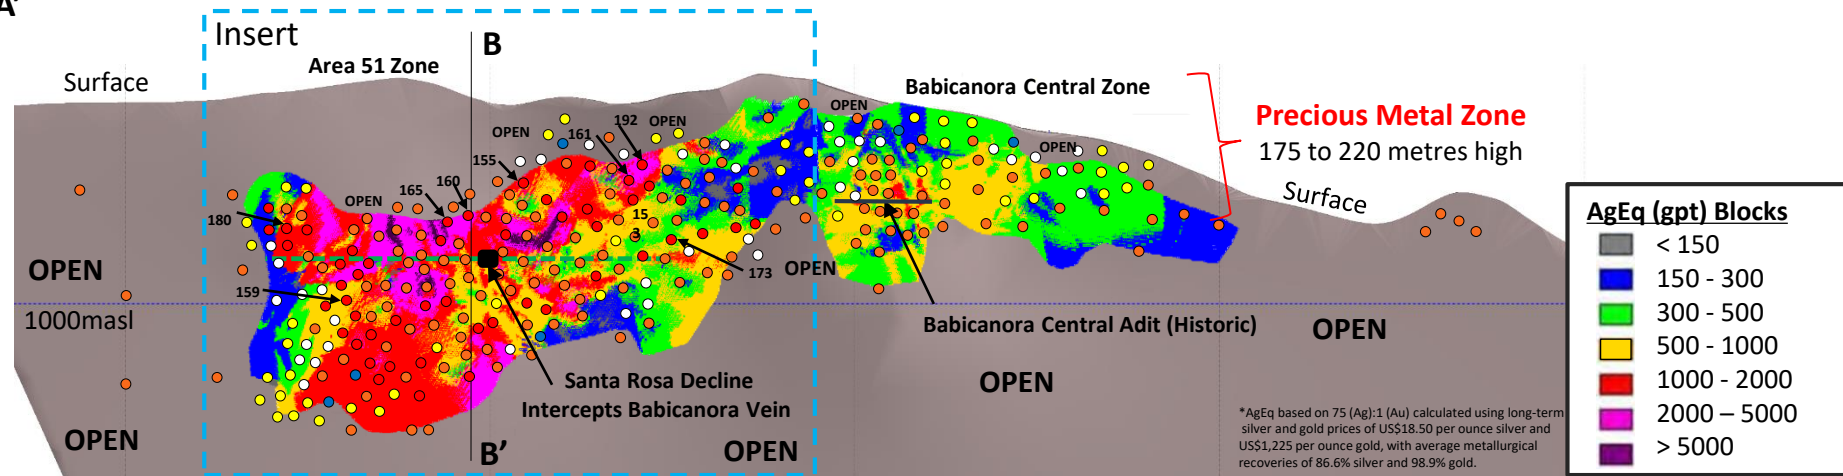 A'
Insert
B
Surface
Area 51 Zone
Babicanora Central Zone
Precious Metal Zone
175 to 220 metres high
OPEN
OPEN
OPEN
OPEN
192
161
155
160
165
OPEN
180
15
3
173
OPEN
159
OPEN
1000masl
Surface
Babicanora Central Adit (Historic)
OPEN
OPEN
Santa Rosa Decline
Intercepts Babicanora Vein
OPEN
B'
OPEN
*AgEq based on 75 (Ag):1 (Au) calculated using long-term
silver and gold prices of US$18.50 per ounce silver and
US$1,225 per ounce gold, with average metallurgical
recoveries of 86.6% silver and 98.9% gold.
AgEq (gpt) Blocks
< 150
150 - 300
300 - 500
500 - 1000
1000 - 2000
2000 – 5000
> 5000